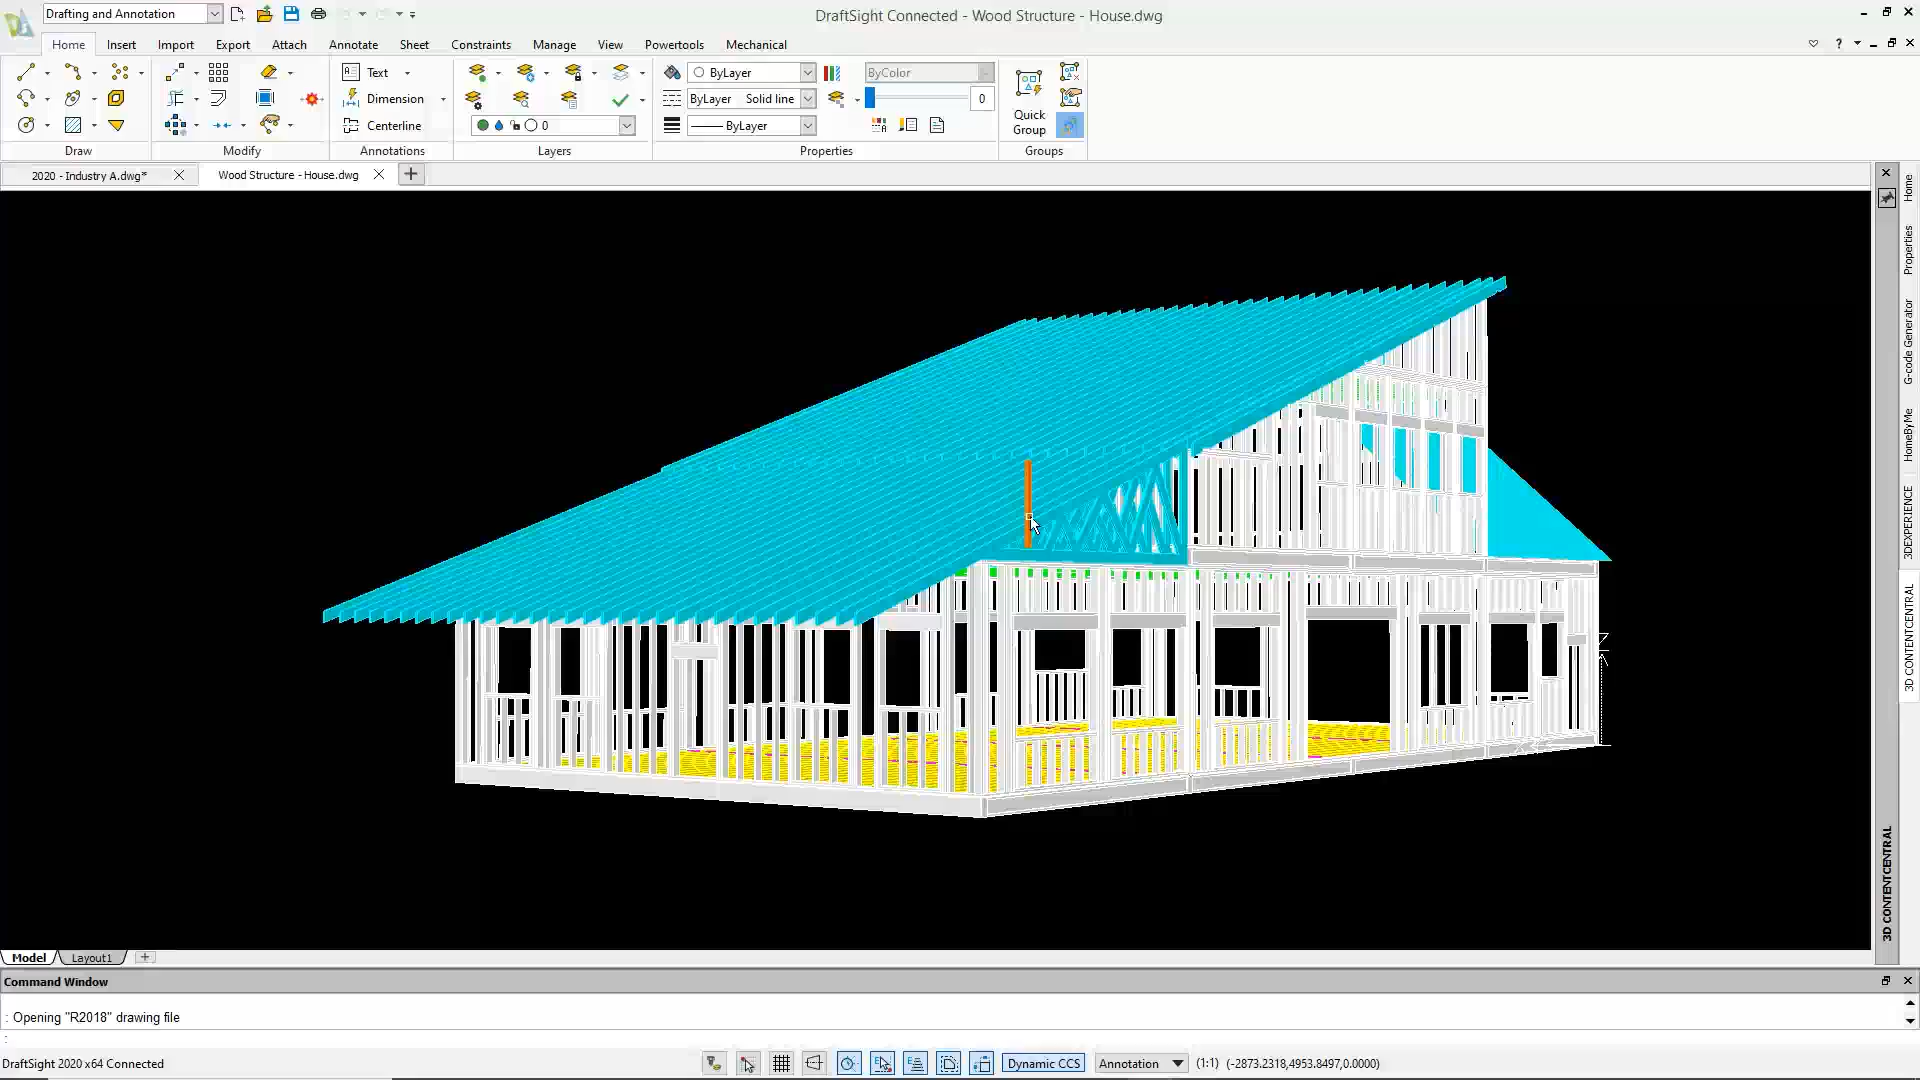 Drafting and Annotation
DraftSight Connected - Wood Structure - House.dwg
Home Insert Import Export Attach Annotate Sheet Constraints Manage View Powertools Mechanical
?
Text
Dimension
Centerline
0
ByLayer
ByLayer Solid line
ByLayer
ByColor
0
Quick
Group
Draw Modify Annotations Layers Properties Groups
2020 - Industry A.dwg*
Wood Structure - House.dwg
Home
Properties
G-code Generator
HomeByMe
3DEXPERIENCE
3D CONTENTCENTRAL
3D CONTENTCENTRAL
Z
Model Layout1
Command Window
: Opening "R2018" drawing file
:
DraftSight 2020 x64 Connected
Dynamic CCS Annotation (1:1) (-2873.2318,4953.8497,0.0000)